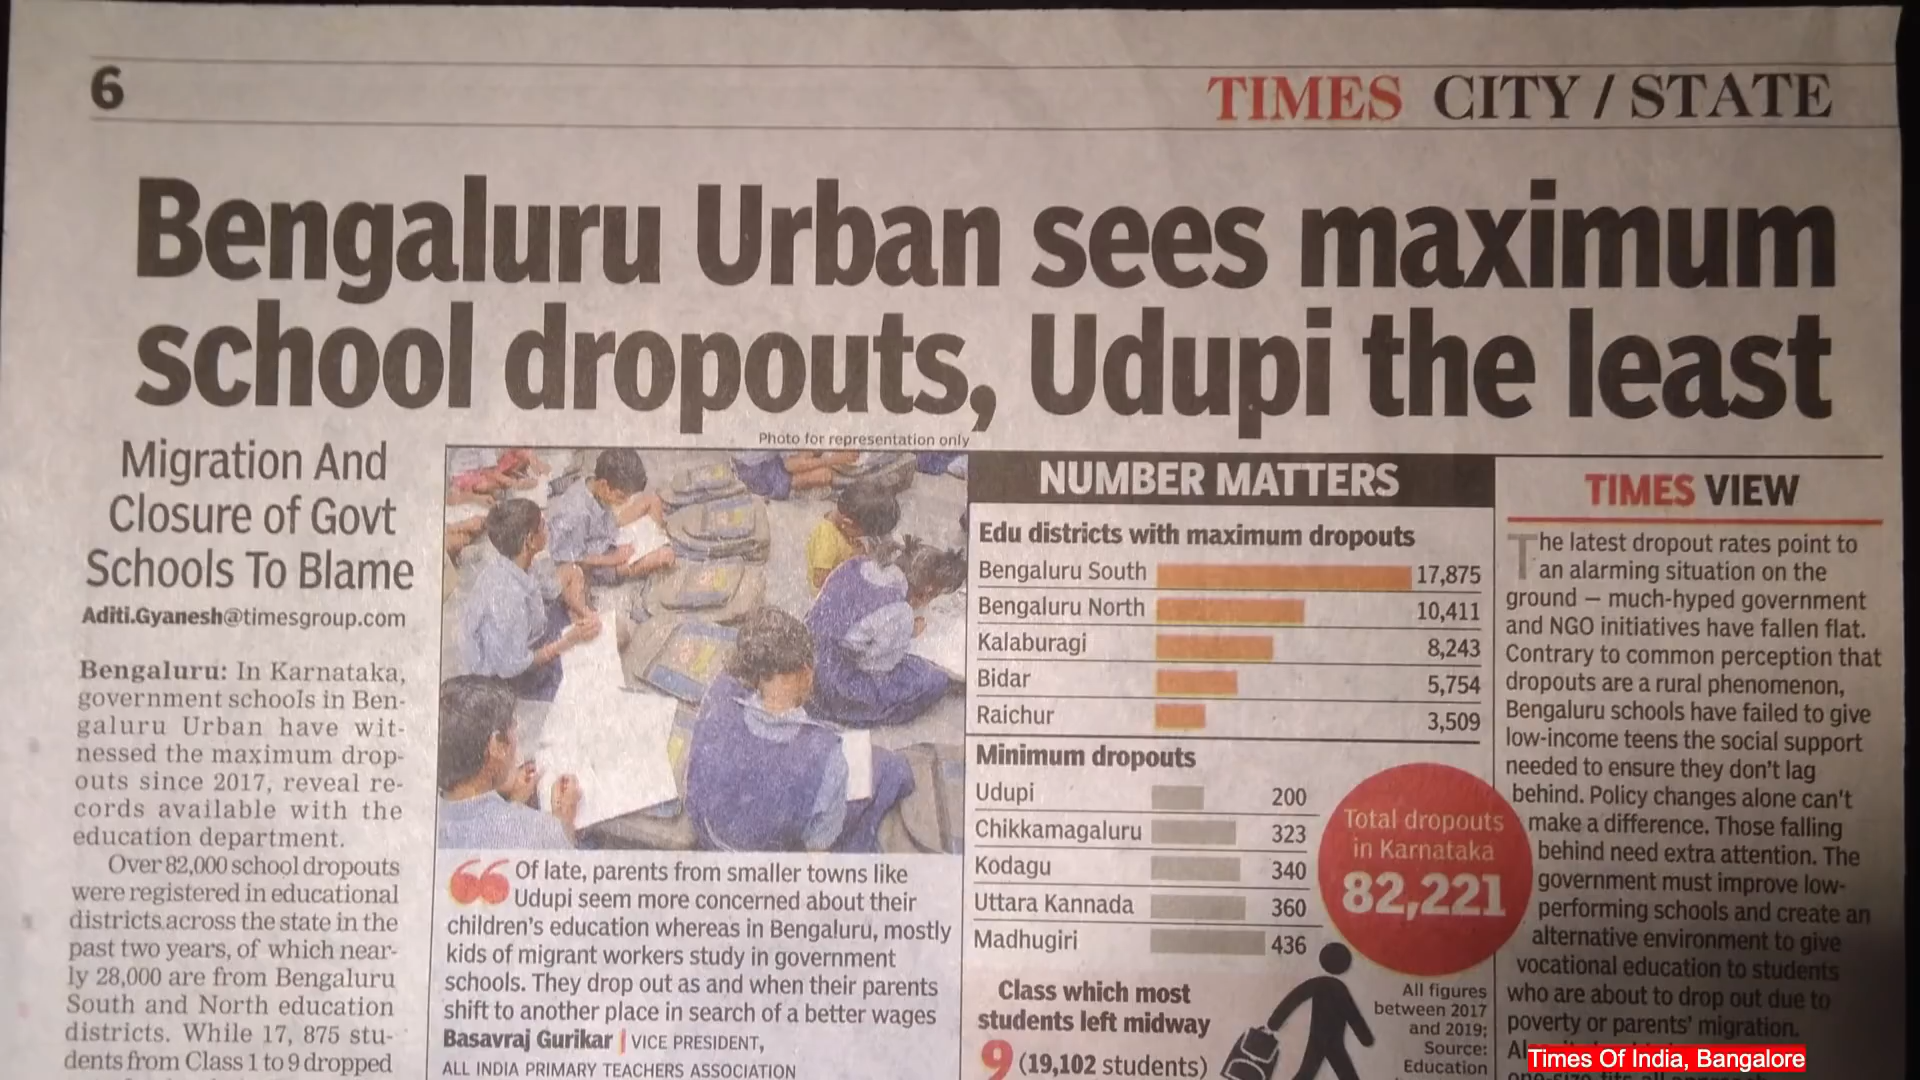 6
TIMES CITY / STATE
Bengaluru Urban sees maximum
school dropouts, Udupi the least
Migration And
Closure of Govt
Schools To Blame
Aditi.Gyanesh@timesgroup.com
Bengaluru: In Karnataka,
government schools in Ben-
galuru Urban have wit-
nessed the maximum drop-
outs since 2017, reveal re-
cords available with the
education department.
Over 82,000 school dropouts
were registered in educational
districts across the state in the
past two years, of which near-
ly 28,000 are from Bengaluru
South and North education
districts. While 17, 875 stu-
dents from Class 1 to 9 dropped
Photo for representation only
Of late, parents from smaller towns like
Udupi seem more concerned about their
children's education whereas in Bengaluru, mostly
kids of migrant workers study in government
schools. They drop out as and when their parents
shift to another place in search of a better wages
Basavraj Gurikar | VICE PRESIDENT,
ALL INDIA PRIMARY TEACHERS ASSOCIATION
NUMBER MATTERS
Edu districts with maximum dropouts
Bengaluru South 17,875
Bengaluru North 10,411
Kalaburagi 8,243
Bidar 5,754
Raichur 3,509
Minimum dropouts
Udupi 200
Chikkamagaluru 323
Kodagu 340
Uttara Kannada 360
Madhugiri 436
Total dropouts
in Karnataka
82,221
Class which most
students left midway
9 (19,102 students)
All figures
between 2017
and 2019;
Source:
Education
TIMES VIEW
The latest dropout rates point to
an alarming situation on the
ground — much-hyped government
and NGO initiatives have fallen flat.
Contrary to common perception that
dropouts are a rural phenomenon,
Bengaluru schools have failed to give
low-income teens the social support
needed to ensure they don't lag
behind. Policy changes alone can't
make a difference. Those falling
behind need extra attention. The
government must improve low-
performing schools and create an
alternative environment to give
vocational education to students
who are about to drop out due to
poverty or parents' migration.
Times Of India, Bangalore